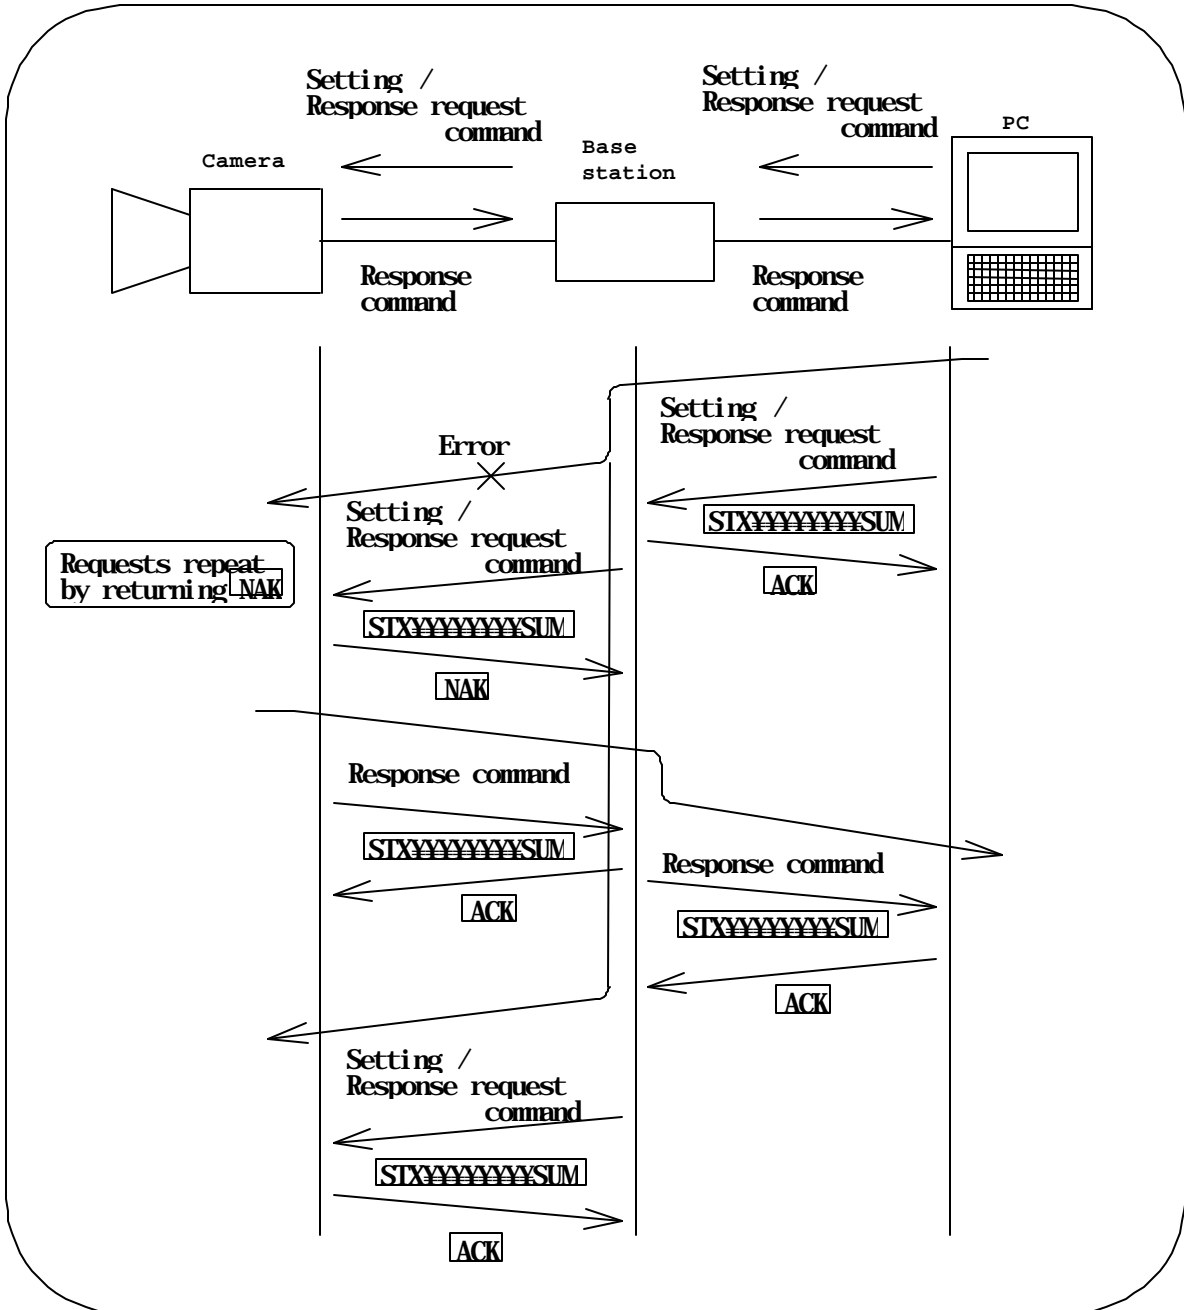 Setting /
Response request
command
Setting /
Response request
command
PC
Camera
Base
station
Response
command
Response
command
Setting /
Response request
command
Error
STX¥¥¥¥¥¥¥¥SUM
ACK
Setting /
Response request
command
Requests repeat
by returning NAK
STX¥¥¥¥¥¥¥¥SUM
NAK
Response command
STX¥¥¥¥¥¥¥¥SUM
ACK
Response command
STX¥¥¥¥¥¥¥¥SUM
ACK
Setting /
Response request
command
STX¥¥¥¥¥¥¥¥SUM
ACK